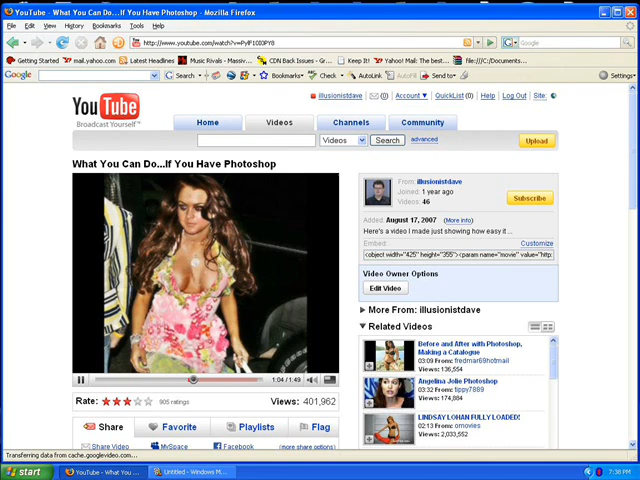 YouTube - What You Can Do...If You Have Photoshop - Mozilla Firefox
File Edit View History Bookmarks Tools Help
http://www.youtube.com/watch?v=PylF1OI0PY8
Google
Getting Started mail.yahoo.com Latest Headlines Music Rivals - Massiv... CDN Back Issues - Gr... Keep It! Yahoo! Mail: The best... file:///C:/Documents...
Google Search Bookmarks Check AutoLink AutoFill Send to Settings
YouTube
Broadcast Yourself™
illusionistdave (0) Account QuickList (0) Help Log Out Site:
Home Videos Channels Community
Videos Search advanced Upload
What You Can Do...If You Have Photoshop
From: illusionistdave
Joined: 1 year ago
Videos: 46
Subscribe
Added: August 17, 2007 (More info)
Here's a video I made just showing how easy it ...
Embed: Customize
<object width="425" height="355"><param name="movie" value="http:
Video Owner Options
Edit Video
More From: illusionistdave
Related Videos
Before and After with Photoshop, Making a Catalogue
03:09 From: fredmar69hotmail
Views: 136,554
Angelina Jolie Photoshop
03:32 From: tippy7889
Views: 174,884
LINDSAY LOHAN FULLY LOADED!
02:13 From: omovies
Views: 2,033,552
1:04 / 1:49
Rate: 905 ratings Views: 401,962
Share Favorite Playlists Flag
Share Video MySpace Facebook (more share options)
Transferring data from cache.googlevideo.com...
start YouTube - What You ... Untitled - Windows M... 7:38 PM